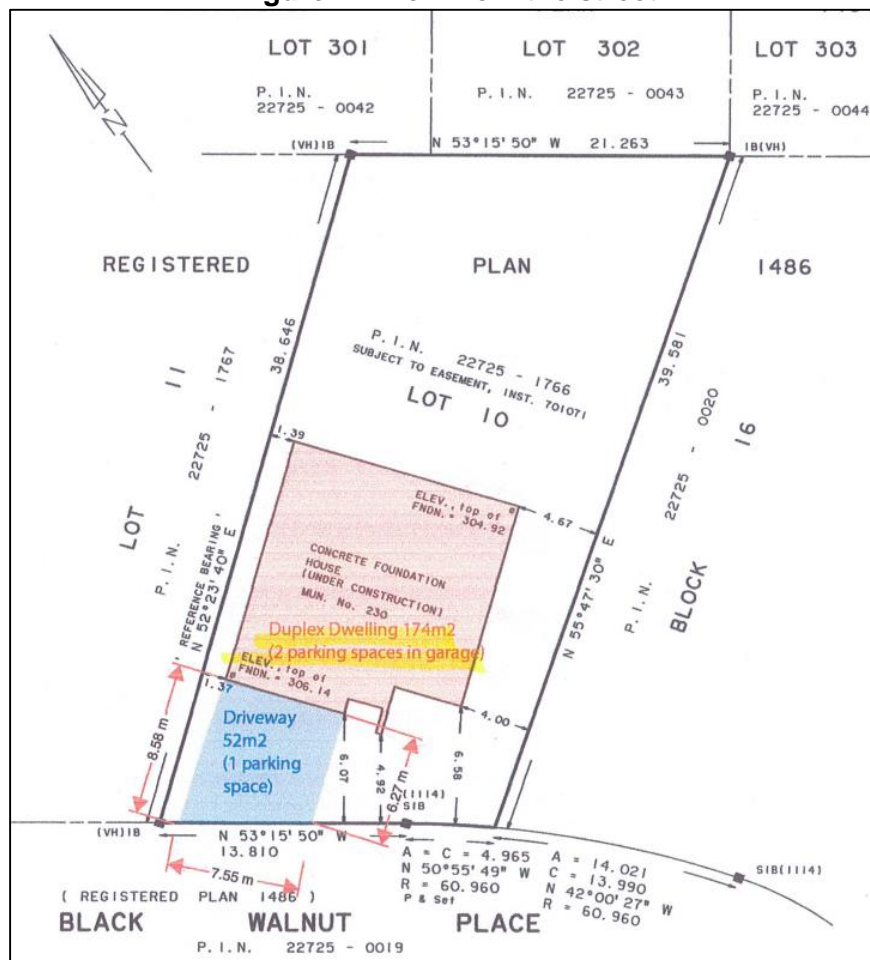 LOT 301
LOT 302
LOT 303
P.I.N.
22725 - 0042
P.I.N. 22725 - 0043
P.I.N.
22725 - 0044
N
(VH)IB
N 53°15'50" W 21.263
IB(VH)
REGISTERED PLAN 1486
38.646
39.581
P.I.N. 22725 - 1766
SUBJECT TO EASEMENT, INST. 701071
LOT 10
LOT 11
P.I.N. 22725 - 1767
BLOCK 16
P.I.N. 22725 - 0020
1.39
ELEV., top of
FNDN. = 304.92
4.67
CONCRETE FOUNDATION
HOUSE
(UNDER CONSTRUCTION)
MUN. No. 230
Duplex Dwelling 174m2
(2 parking spaces in garage)
' REFERENCE BEARING '
N 52°23'40" E
N 55°47'30" E
ELEV., top of
FNDN. = 306.14
1.37
4.00
8.58 m
Driveway
52m2
(1 parking
space)
6.07
4.92
6.27 m
6.58
(1114)
SIB
(VH)IB
N 53°15'50" W
13.810
7.55 m
A = C = 4.965
N 50°55'49" W
R = 60.960
P & Set
A = 14.021
C = 13.990
N 42°00'27" W
R = 60.960
SIB(1114)
( REGISTERED PLAN 1486 )
BLACK WALNUT PLACE
P.I.N. 22725 - 0019